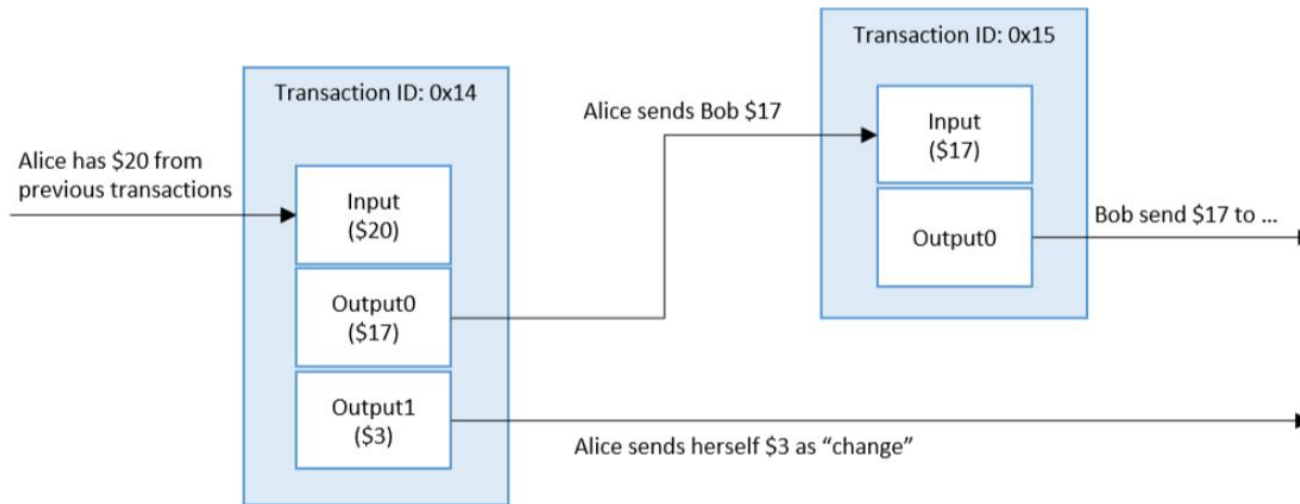 Alice has $20 from
previous transactions
Transaction ID: 0x14
Input
($20)
Output0
($17)
Output1
($3)
Alice sends Bob $17
Alice sends herself $3 as “change”
Transaction ID: 0x15
Input
($17)
Output0
Bob send $17 to ...